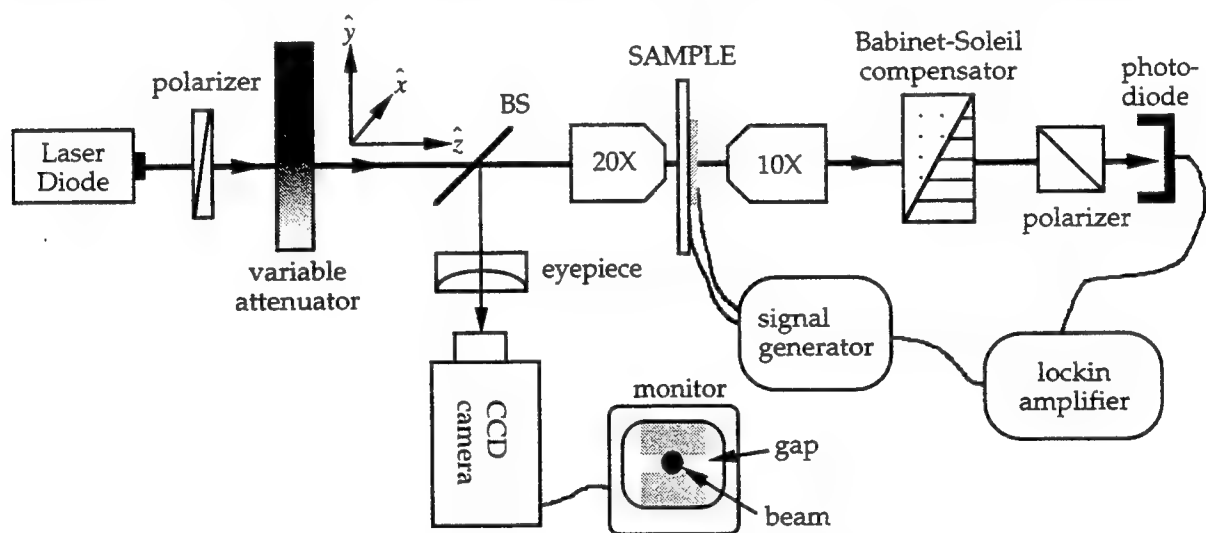 Laser
Diode
polarizer
variable
attenuator
ŷ
x̂
ẑ
BS
20X
SAMPLE
10X
Babinet-Soleil
compensator
polarizer
photo-
diode
eyepiece
CCD
camera
monitor
gap
beam
signal
generator
lockin
amplifier